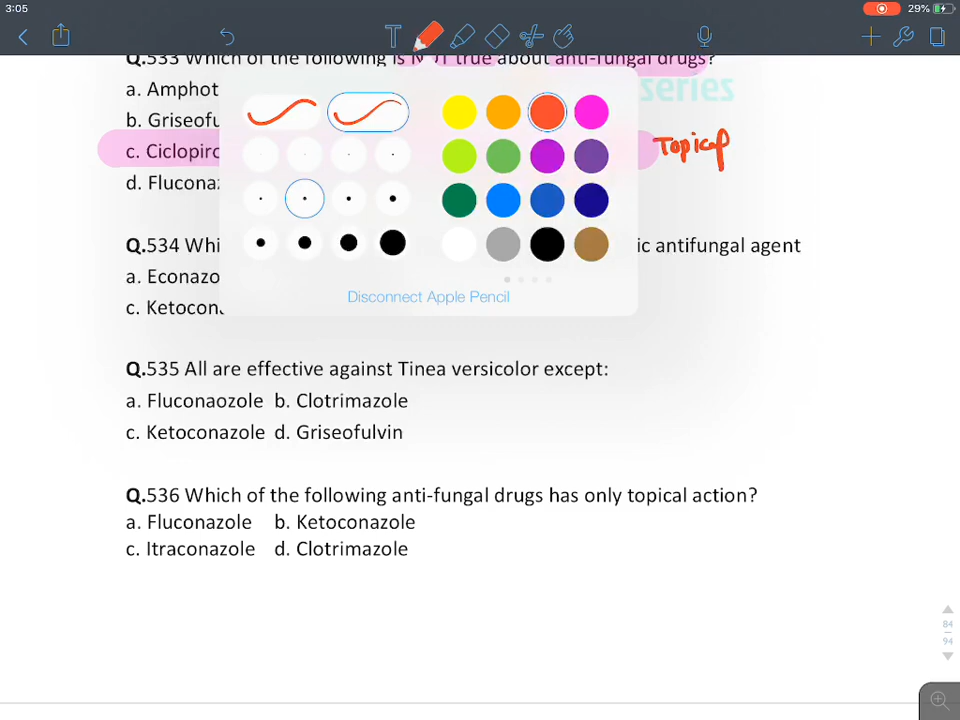 3:05
29%
Q.533 Which of the following is NOT true about anti-fungal drugs?
series
a. Amphot
b. Griseofu
c. Ciclopiro Topical
d. Fluconaz
Q.534 Whi ic antifungal agent
a. Econazo
c. Ketocon
Disconnect Apple Pencil
Q.535 All are effective against Tinea versicolor except:
a. Fluconaozole b. Clotrimazole
c. Ketoconazole d. Griseofulvin
Q.536 Which of the following anti-fungal drugs has only topical action?
a. Fluconazole b. Ketoconazole
c. Itraconazole d. Clotrimazole
84
94